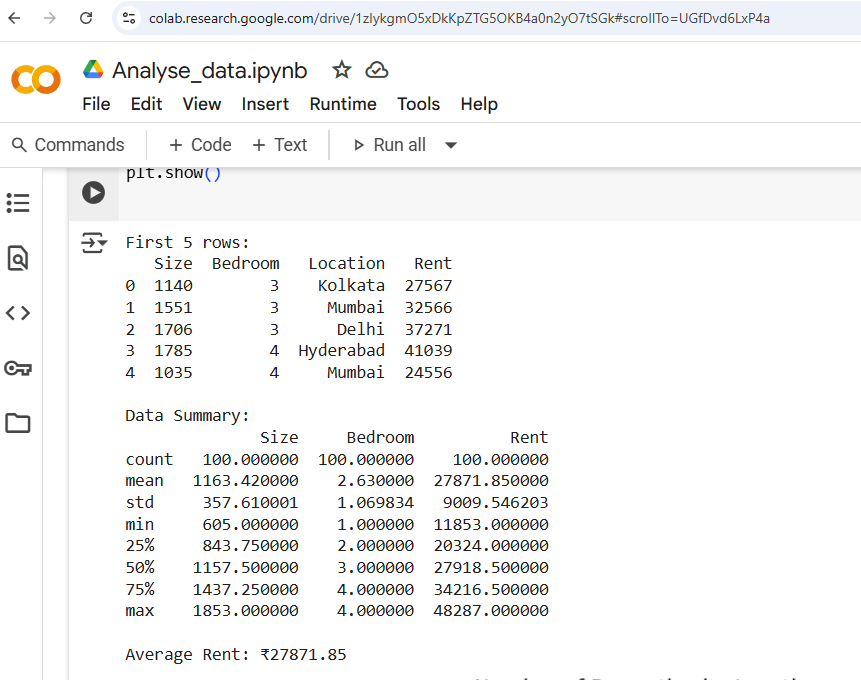 colab.research.google.com/drive/1zlykgmO5xDkKpZTG5OKB4a0n2yO7tSGk#scrollTo=UGfDvd6LxP4a
Analyse_data.ipynb
File Edit View Insert Runtime Tools Help
Commands + Code + Text Run all
plt.show()
First 5 rows:
Size Bedroom Location Rent
0 1140 3 Kolkata 27567
1 1551 3 Mumbai 32566
2 1706 3 Delhi 37271
3 1785 4 Hyderabad 41039
4 1035 4 Mumbai 24556
Data Summary:
Size Bedroom Rent
count 100.000000 100.000000 100.000000
mean 1163.420000 2.630000 27871.850000
std 357.610001 1.069834 9009.546203
min 605.000000 1.000000 11853.000000
25% 843.750000 2.000000 20324.000000
50% 1157.500000 3.000000 27918.500000
75% 1437.250000 4.000000 34216.500000
max 1853.000000 4.000000 48287.000000
Average Rent: ₹27871.85